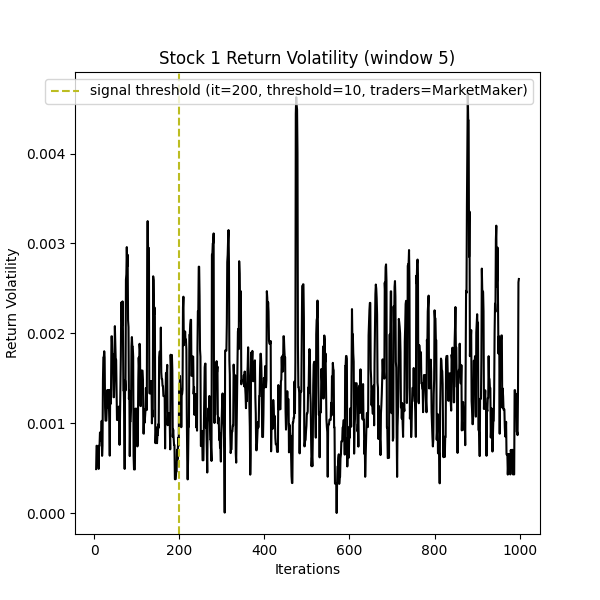 Stock 1 Return Volatility (window 5)
signal threshold (it=200, threshold=10, traders=MarketMaker)
0.004
0.003
0.002
0.001
0.000
Return Volatility
0 200 400 600 800 1000
Iterations